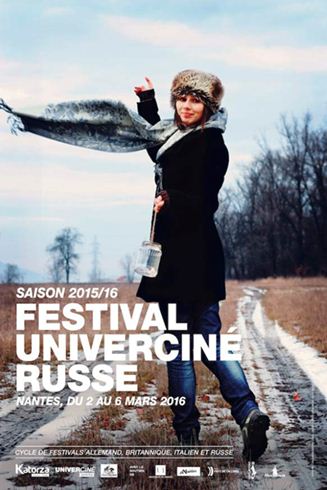 SAISON 2015/16
FESTIVAL
UNIVERCINÉ
RUSSE
NANTES, DU 2 AU 6 MARS 2016
CYCLE DE FESTIVALS ALLEMAND, BRITANNIQUE, ITALIEN ET RUSSE
Katorza
UNIVERCINÉ